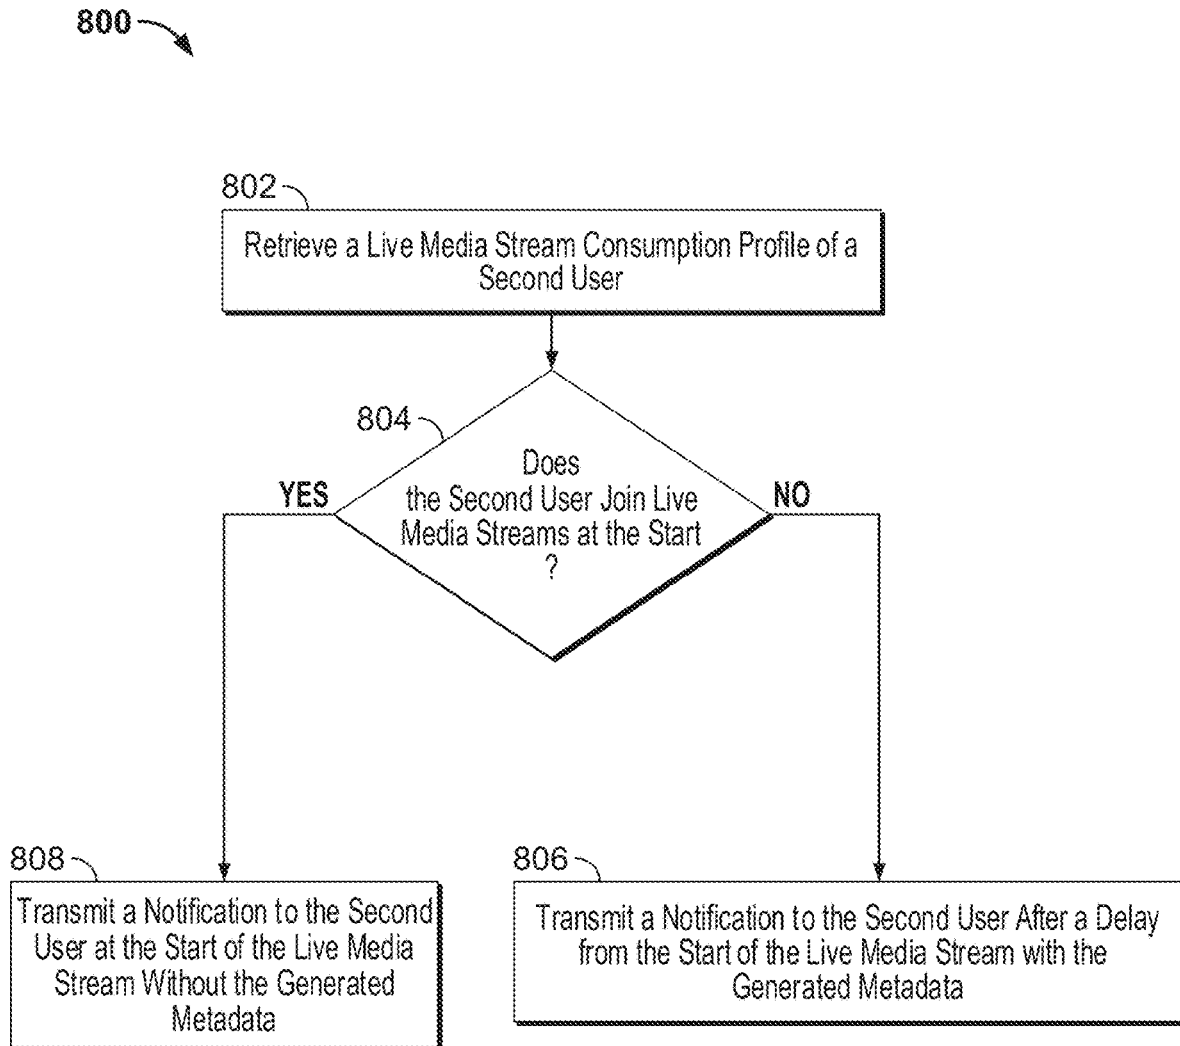 800
802
Retrieve a Live Media Stream Consumption Profile of a
Second User
804
Does
the Second User Join Live
Media Streams at the Start
?
YES
NO
808
Transmit a Notification to the Second
User at the Start of the Live Media
Stream Without the Generated
Metadata
806
Transmit a Notification to the Second User After a Delay
from the Start of the Live Media Stream with the
Generated Metadata